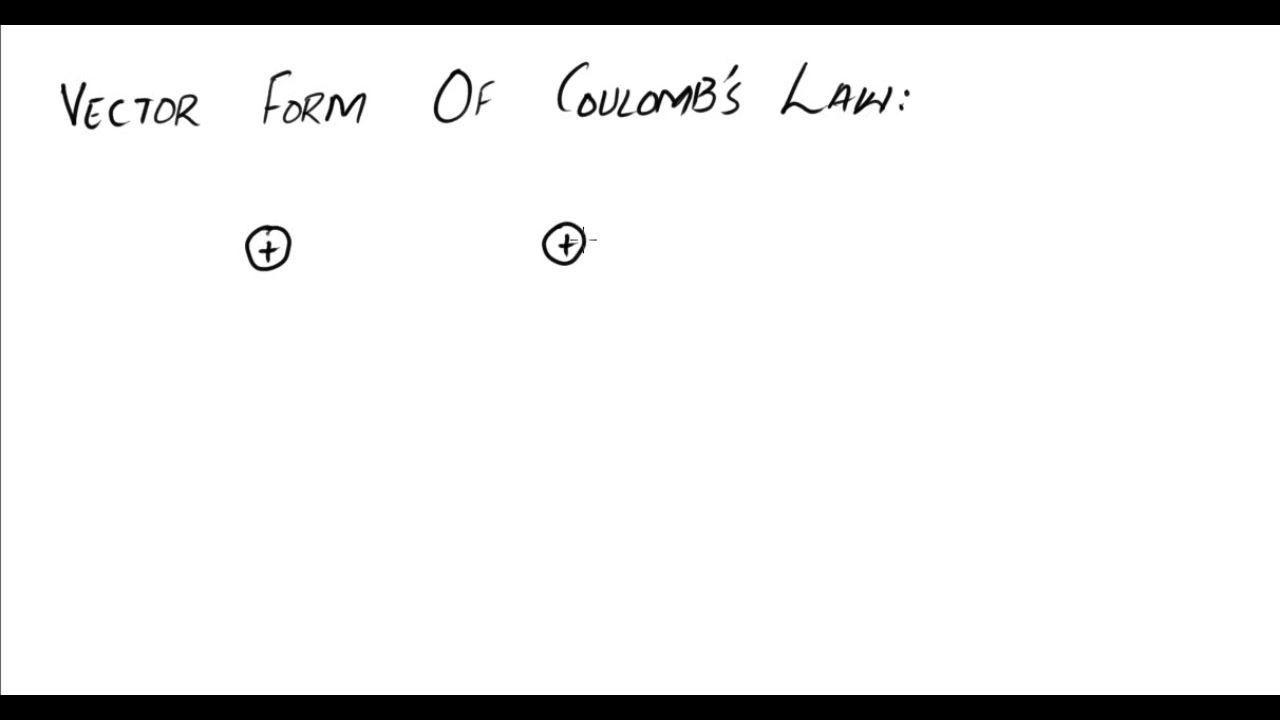 VECTOR FORM OF COULOMB'S LAW:
+ +